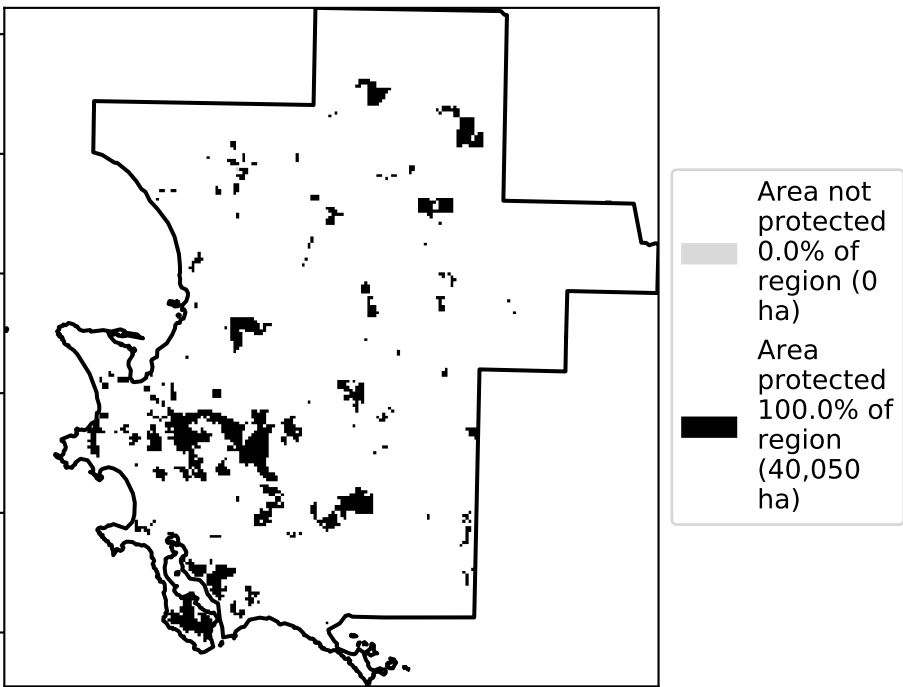 Area not
protected
0.0% of
region (0
ha)
Area
protected
100.0% of
region
(40,050
ha)